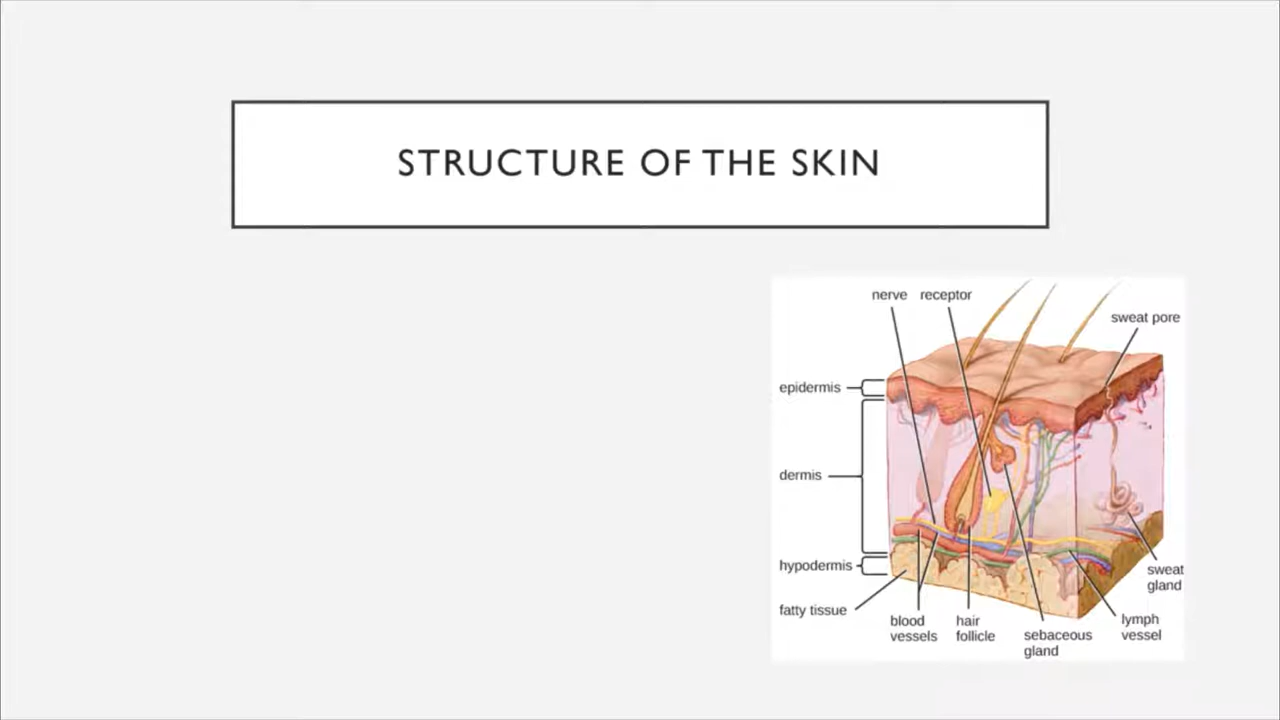 STRUCTURE OF THE SKIN
nerve receptor
sweat pore
epidermis
dermis
hypodermis
fatty tissue
blood
vessels
hair
follicle
sebaceous
gland
lymph
vessel
sweat
gland